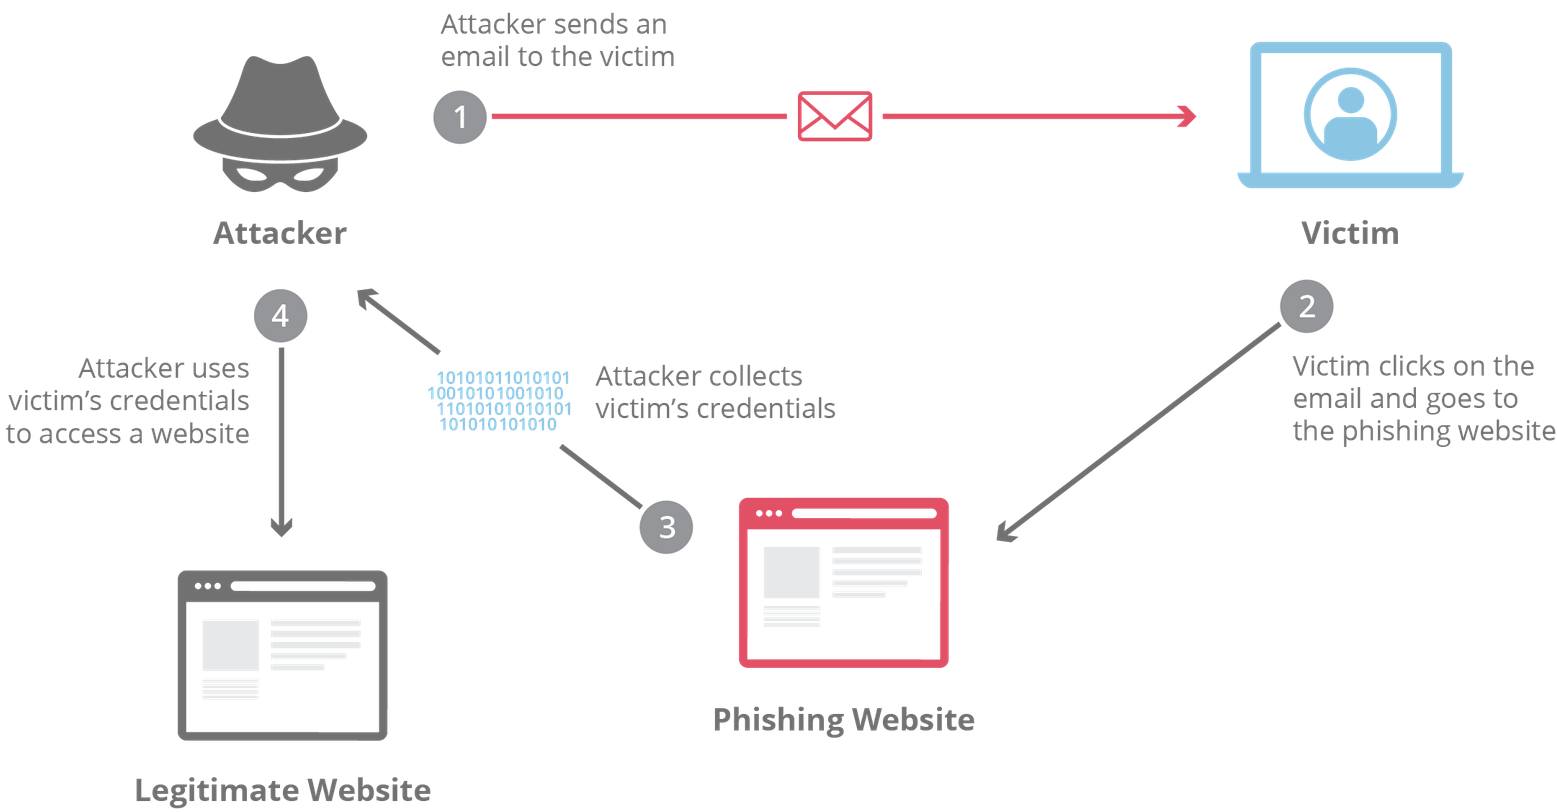 Attacker sends an
email to the victim
1
Attacker
Victim
2
Victim clicks on the
email and goes to
the phishing website
4
Attacker uses
victim's credentials
to access a website
10101011010101
10010101001010
11010101010101
101010101010
Attacker collects
victim's credentials
3
Phishing Website
Legitimate Website